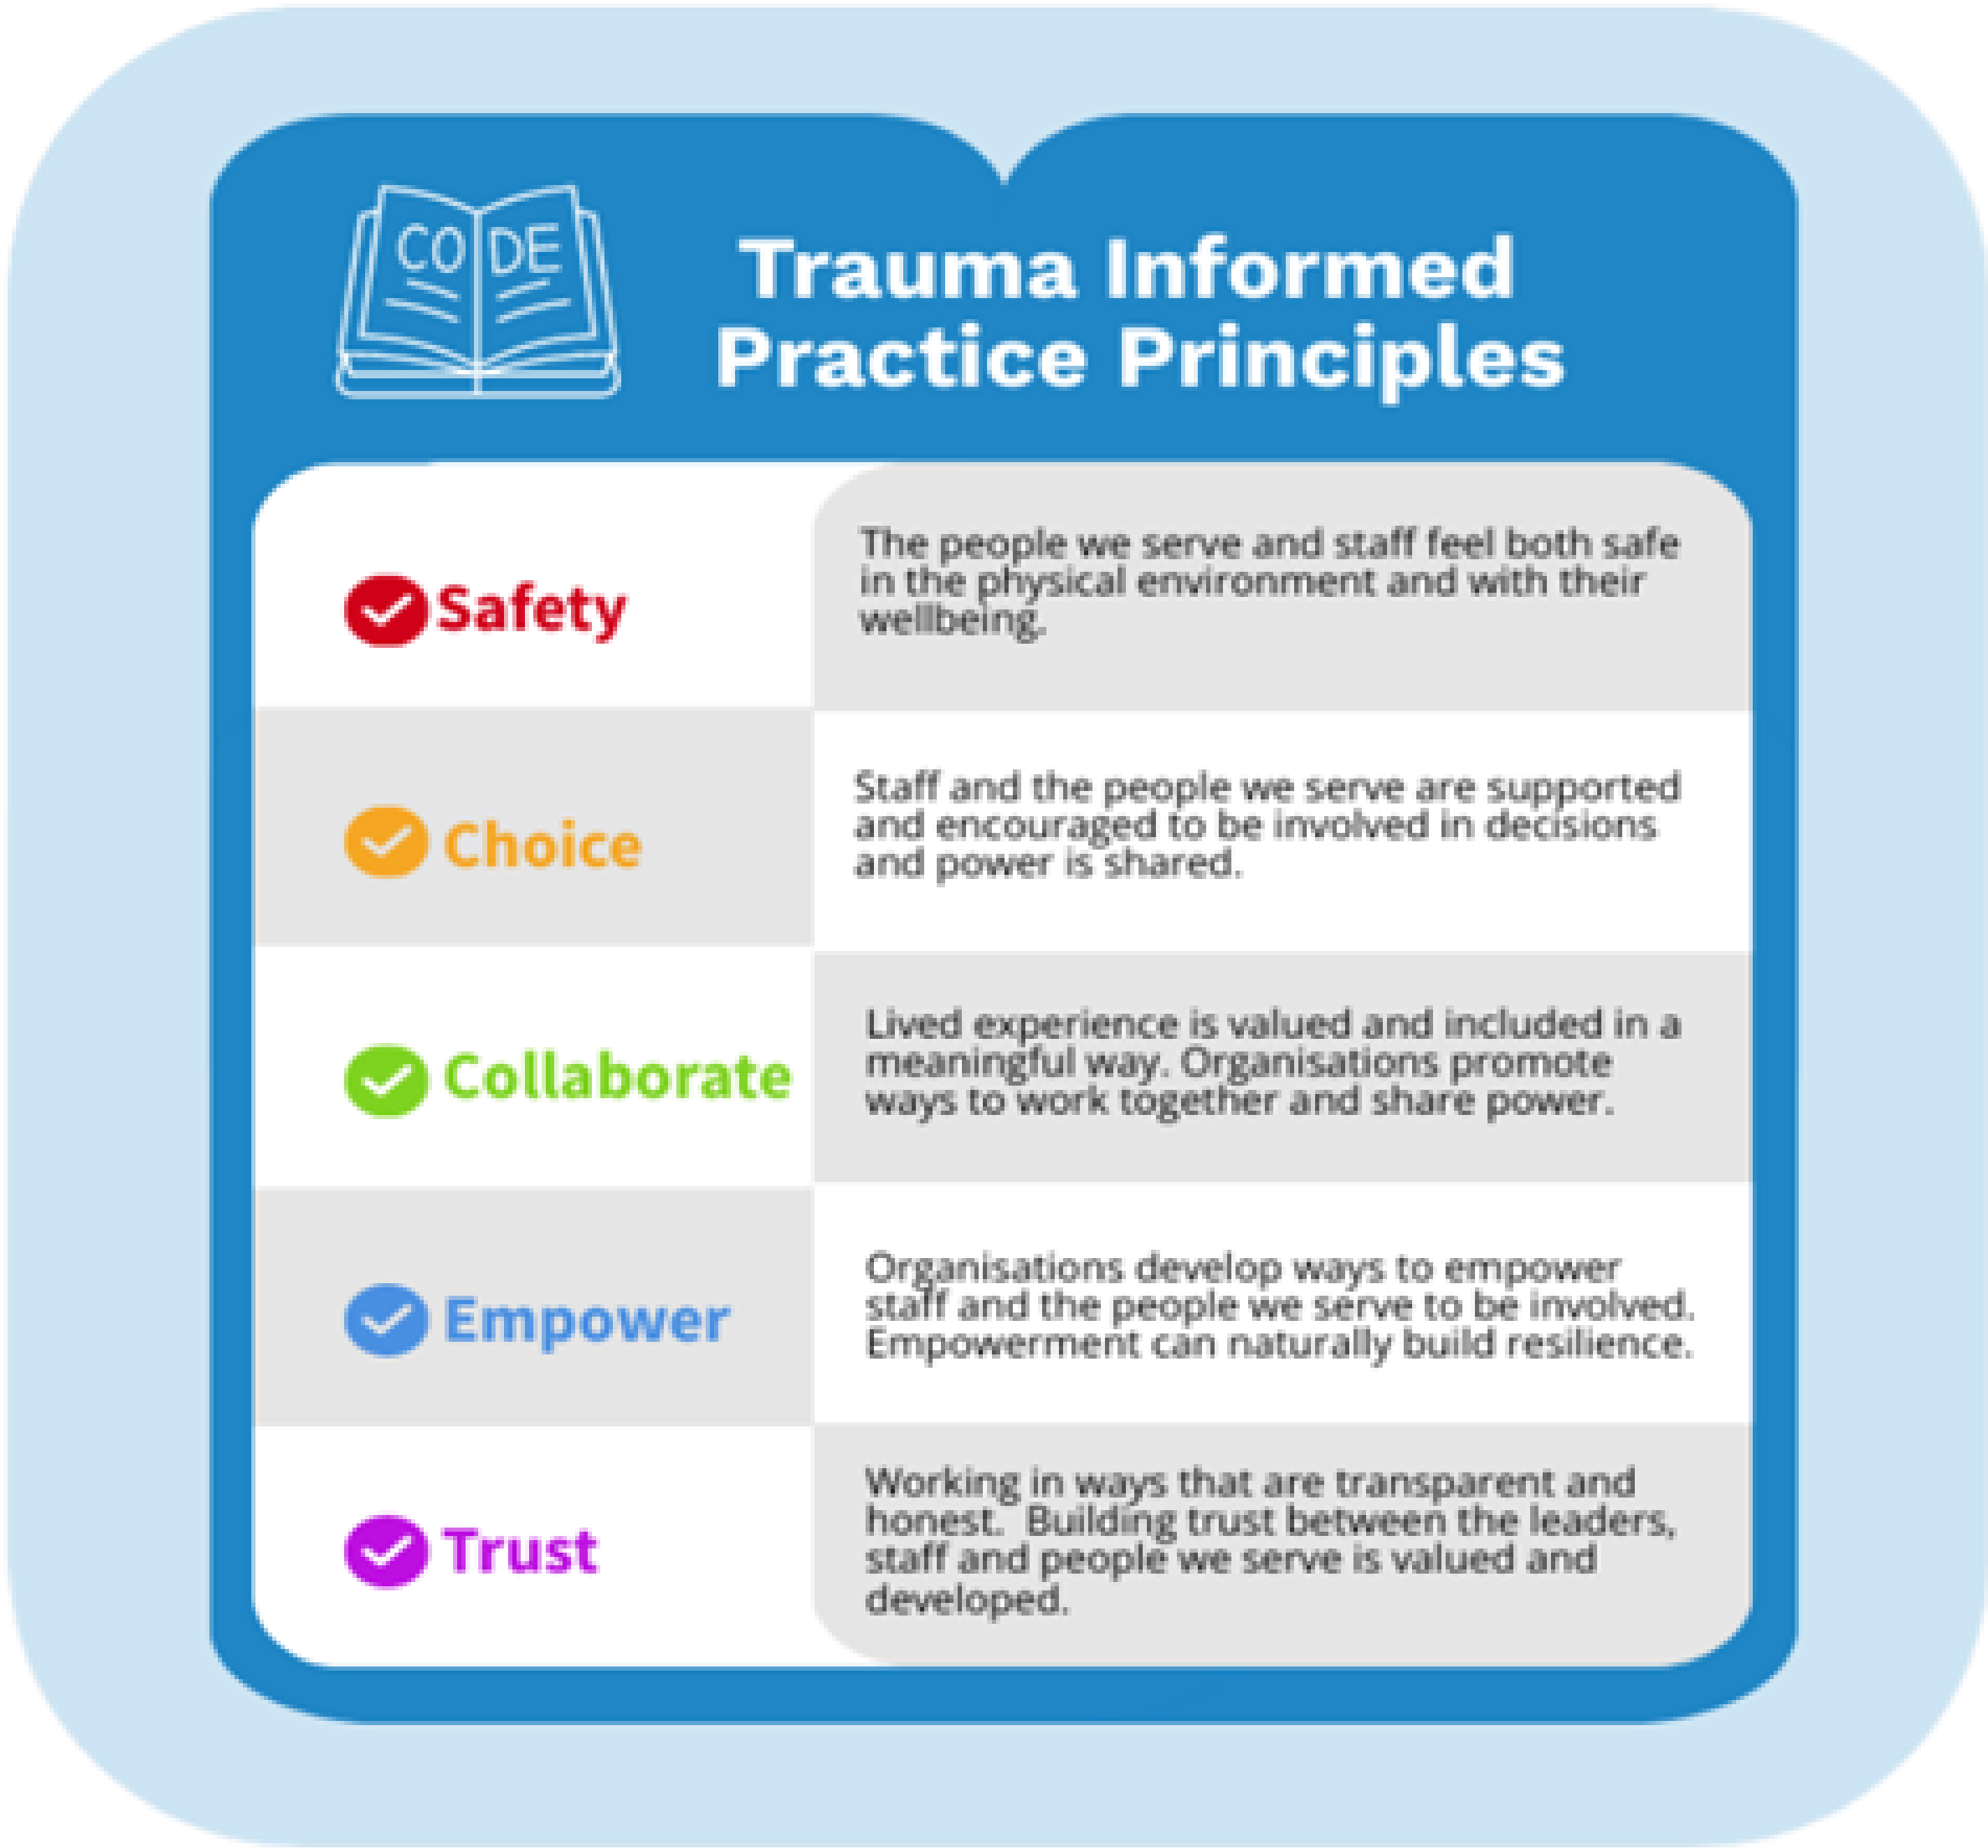 CODE
Trauma Informed
Practice Principles
Safety
The people we serve and staff feel both safe
in the physical environment and with their
wellbeing.
Choice
Staff and the people we serve are supported
and encouraged to be involved in decisions
and power is shared.
Collaborate
Lived experience is valued and included in a
meaningful way. Organisations promote
ways to work together and share power.
Empower
Organisations develop ways to empower
staff and the people we serve to be involved.
Empowerment can naturally build resilience.
Trust
Working in ways that are transparent and
honest.  Building trust between the leaders,
staff and people we serve is valued and
developed.